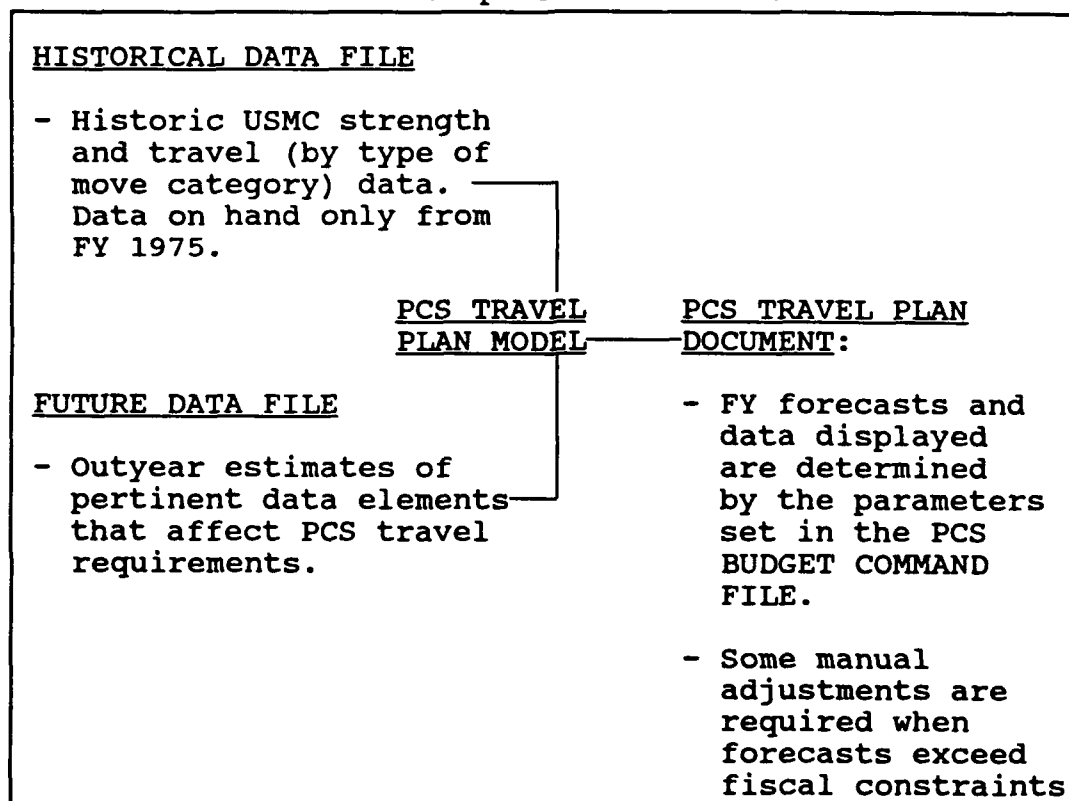 HISTORICAL DATA FILE
- Historic USMC strength
and travel (by type of
move category) data.
Data on hand only from
FY 1975.
PCS TRAVEL
PLAN MODEL
PCS TRAVEL PLAN
DOCUMENT:
FUTURE DATA FILE
- Outyear estimates of
pertinent data elements
that affect PCS travel
requirements.
- FY forecasts and
data displayed
are determined
by the parameters
set in the PCS
BUDGET COMMAND
FILE.
- Some manual
adjustments are
required when
forecasts exceed
fiscal constraints